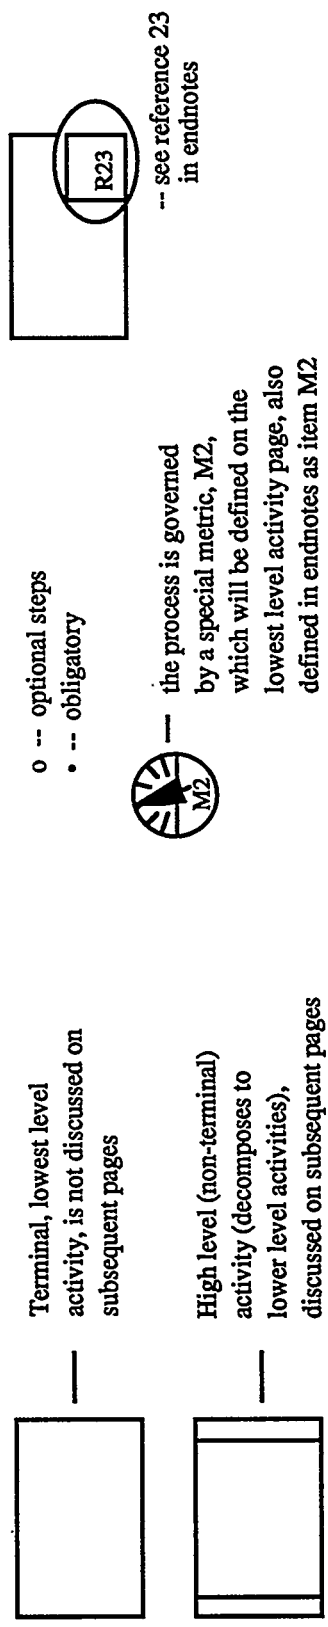 Terminal, lowest level
activity, is not discussed on
subsequent pages
High level (non-terminal)
activity (decomposes to
lower level activities),
discussed on subsequent pages
o -- optional steps
• -- obligatory
M2
the process is governed
by a special metric, M2,
which will be defined on the
lowest level activity page, also
defined in endnotes as item M2
R23
-- see reference 23
in endnotes